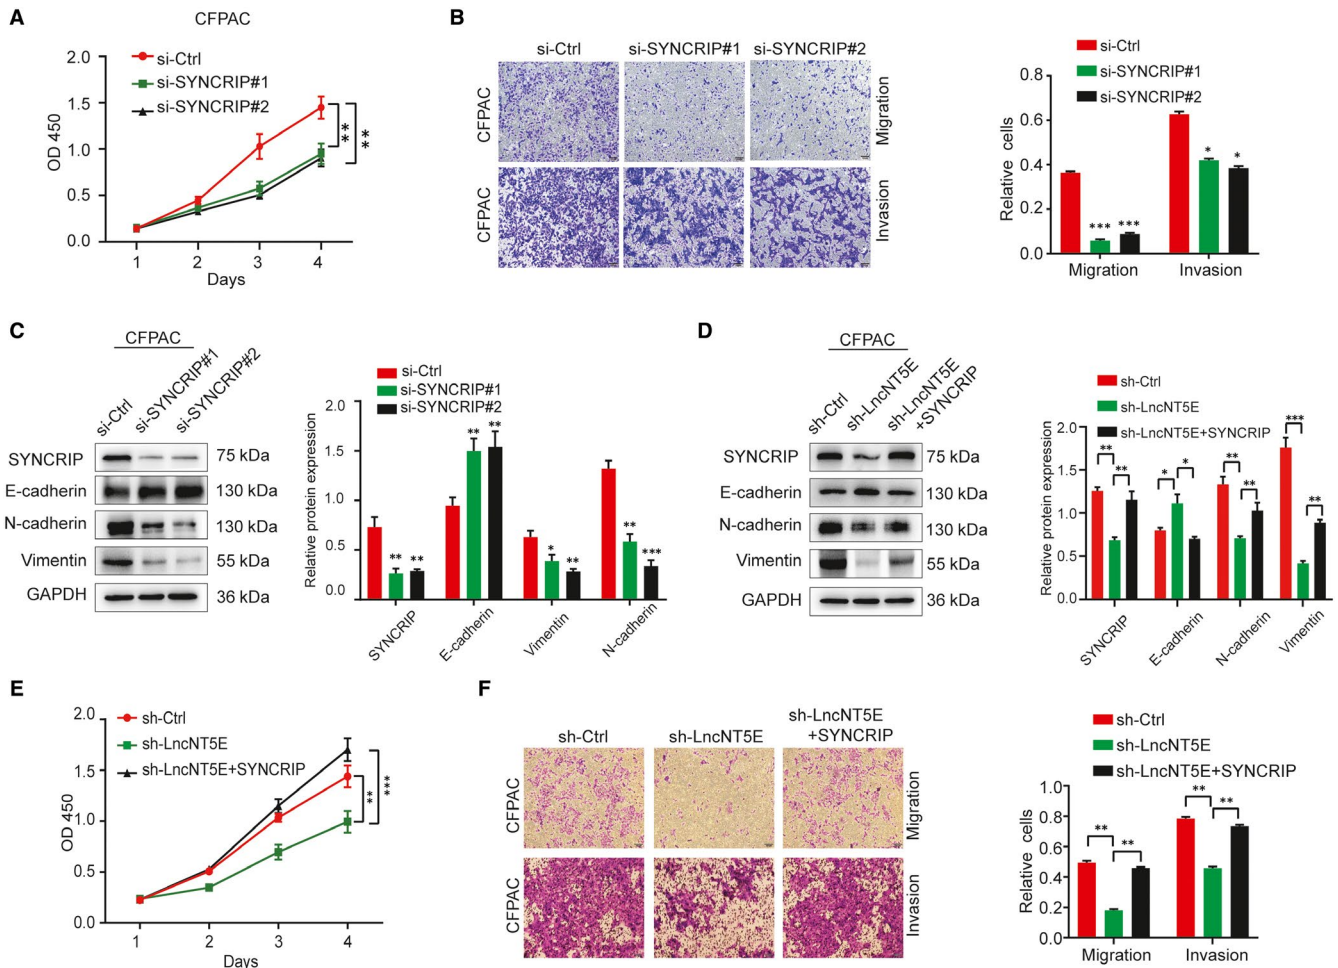 A
CFPAC
si-Ctrl
si-SYNCRIP#1
si-SYNCRIP#2
2.0
1.5
1.0
0.5
0.0
OD 450
**
**
1 2 3 4
Days
B
si-Ctrl si-SYNCRIP#1 si-SYNCRIP#2
CFPAC
Migration
CFPAC
Invasion
si-Ctrl
si-SYNCRIP#1
si-SYNCRIP#2
0.8
0.6
0.4
0.2
0.0
Relative cells
*** ***
* *
Migration Invasion
C
CFPAC
si-Ctrl
si-SYNCRIP#1
si-SYNCRIP#2
SYNCRIP 75 kDa
E-cadherin 130 kDa
N-cadherin 130 kDa
Vimentin 55 kDa
GAPDH 36 kDa
si-Ctrl
si-SYNCRIP#1
si-SYNCRIP#2
2.0
1.5
1.0
0.5
0.0
Relative protein expression
** **
** **
* **
** ***
SYNCRIP
E-cadherin
Vimentin
N-cadherin
D
CFPAC
sh-Ctrl
sh-LncNT5E
sh-LncNT5E
+SYNCRIP
SYNCRIP 75 kDa
E-cadherin 130 kDa
N-cadherin 130 kDa
Vimentin 55 kDa
GAPDH 36 kDa
sh-Ctrl
sh-LncNT5E
sh-LncNT5E+SYNCRIP
2.0
1.5
1.0
0.5
0.0
Relative protein expression
** **
* *
** **
*** **
SYNCRIP
E-cadherin
N-cadherin
Vimentin
E
sh-Ctrl
sh-LncNT5E
sh-LncNT5E+SYNCRIP
2.0
1.5
1.0
0.5
0.0
OD 450
**
***
1 2 3 4
Days
F
sh-Ctrl sh-LncNT5E sh-LncNT5E
+SYNCRIP
CFPAC
Migration
CFPAC
Invasion
sh-Ctrl
sh-LncNT5E
sh-LncNT5E+SYNCRIP
1.0
0.8
0.6
0.4
0.2
0.0
Relative cells
** **
** **
Migration Invasion